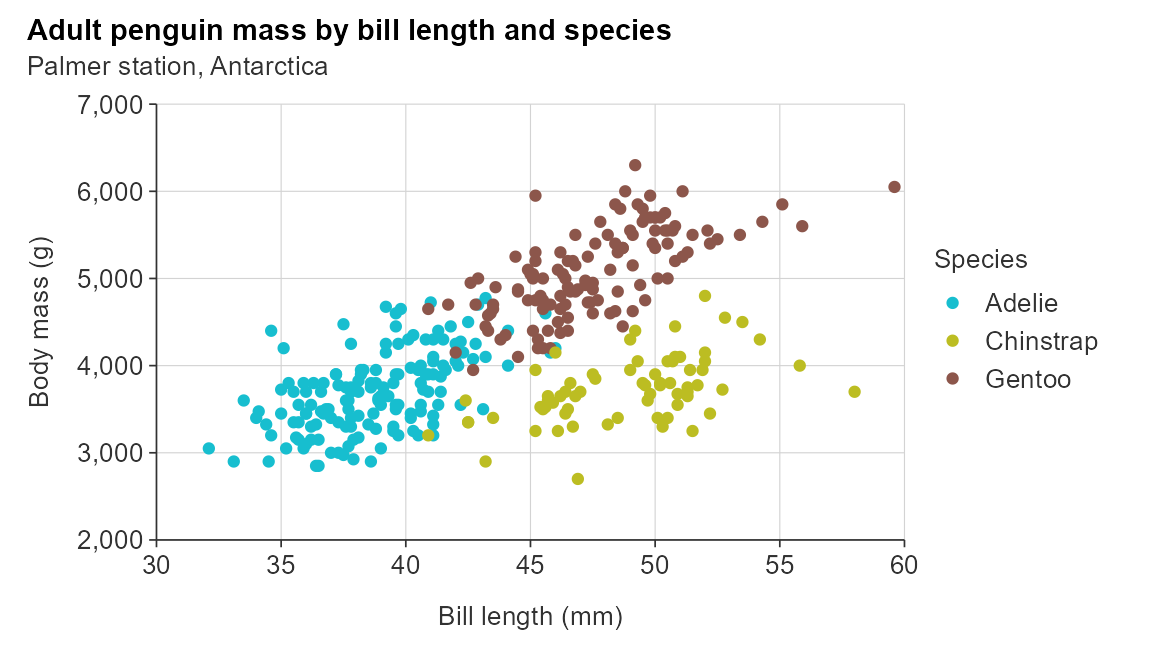 Adult penguin mass by bill length and species
Palmer station, Antarctica
7,000
6,000
5,000
4,000
3,000
2,000
Body mass (g)
30 35 40 45 50 55 60
Bill length (mm)
Species
Adelie
Chinstrap
Gentoo